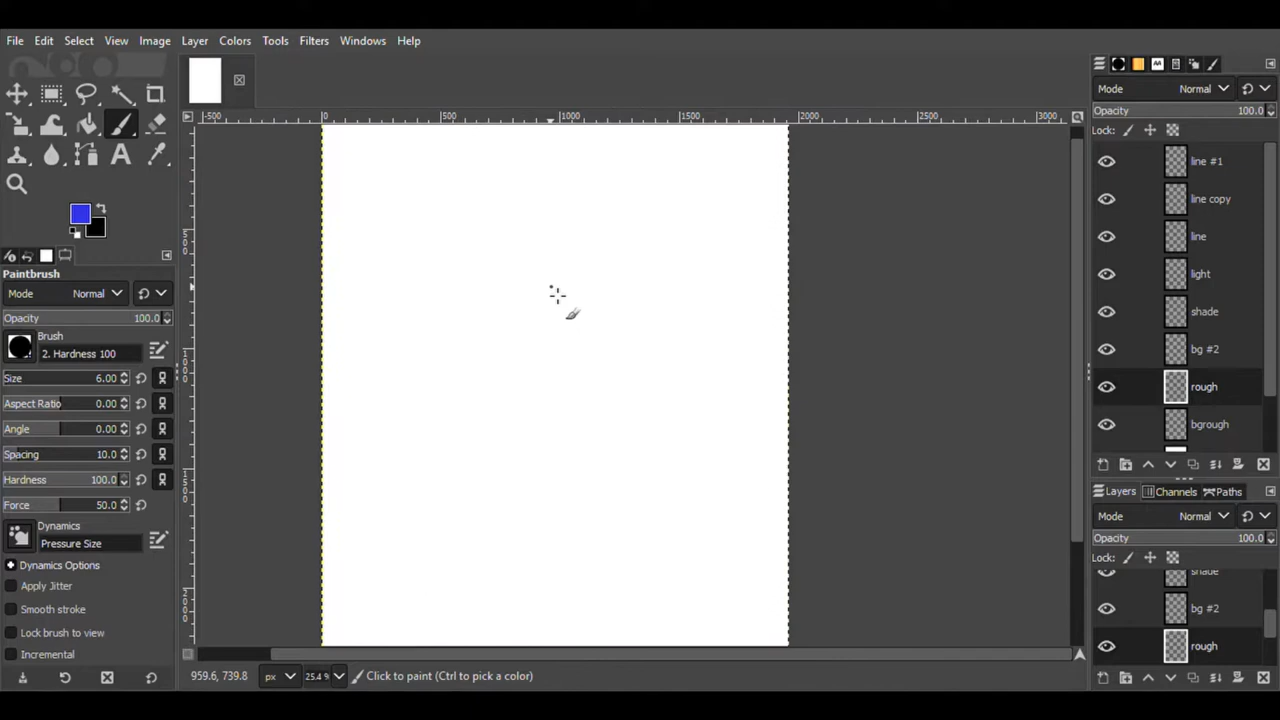 File Edit Select View Image Layer Colors Tools Filters Windows Help
-500 0 500 1000 1500 2000 2500 3000
500
1000
1500
2000
Paintbrush
Mode Normal
Opacity 100.0
Brush
2. Hardness 100
Size 6.00
Aspect Ratio 0.00
Angle 0.00
Spacing 10.0
Hardness 100.0
Force 50.0
Dynamics
Pressure Size
Dynamics Options
Apply Jitter
Smooth stroke
Lock brush to view
Incremental
959.6, 739.8 px 25.4 % Click to paint (Ctrl to pick a color)
Mode Normal
Opacity 100.0
Lock:
line #1
line copy
line
light
shade
bg #2
rough
bgrough
Layers Channels Paths
Mode Normal
Opacity 100.0
Lock:
shade
bg #2
rough